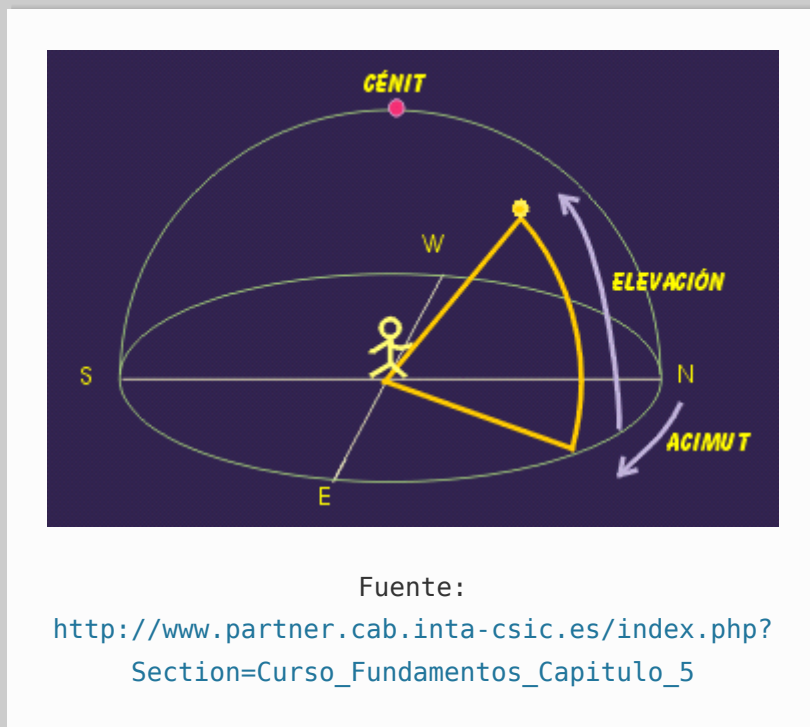 CÉNIT
W
ELEVACIÓN
S
N
ACIMUT
E
Fuente:
http://www.partner.cab.inta-csic.es/index.php?
Section=Curso_Fundamentos_Capitulo_5